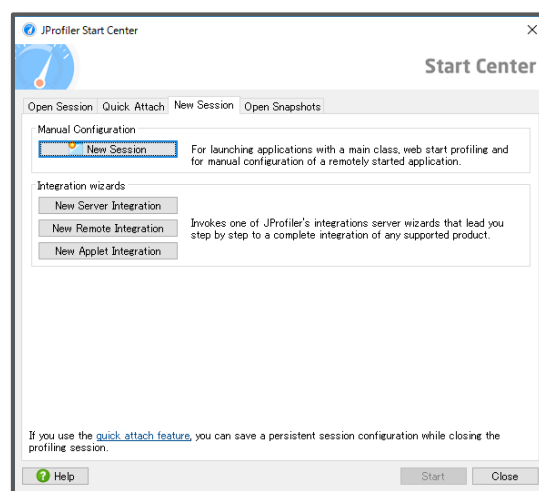 JProfiler Start Center
Start Center
Open Session Quick Attach New Session Open Snapshots
Manual Configuration
New Session
For launching applications with a main class, web start profiling and
for manual configuration of a remotely started application.
Integration wizards
New Server Integration
New Remote Integration
New Applet Integration
Invokes one of JProfiler's integrations server wizards that lead you
step by step to a complete integration of any supported product.
If you use the quick attach feature, you can save a persistent session configuration while closing the
profiling session.
Help Start Close